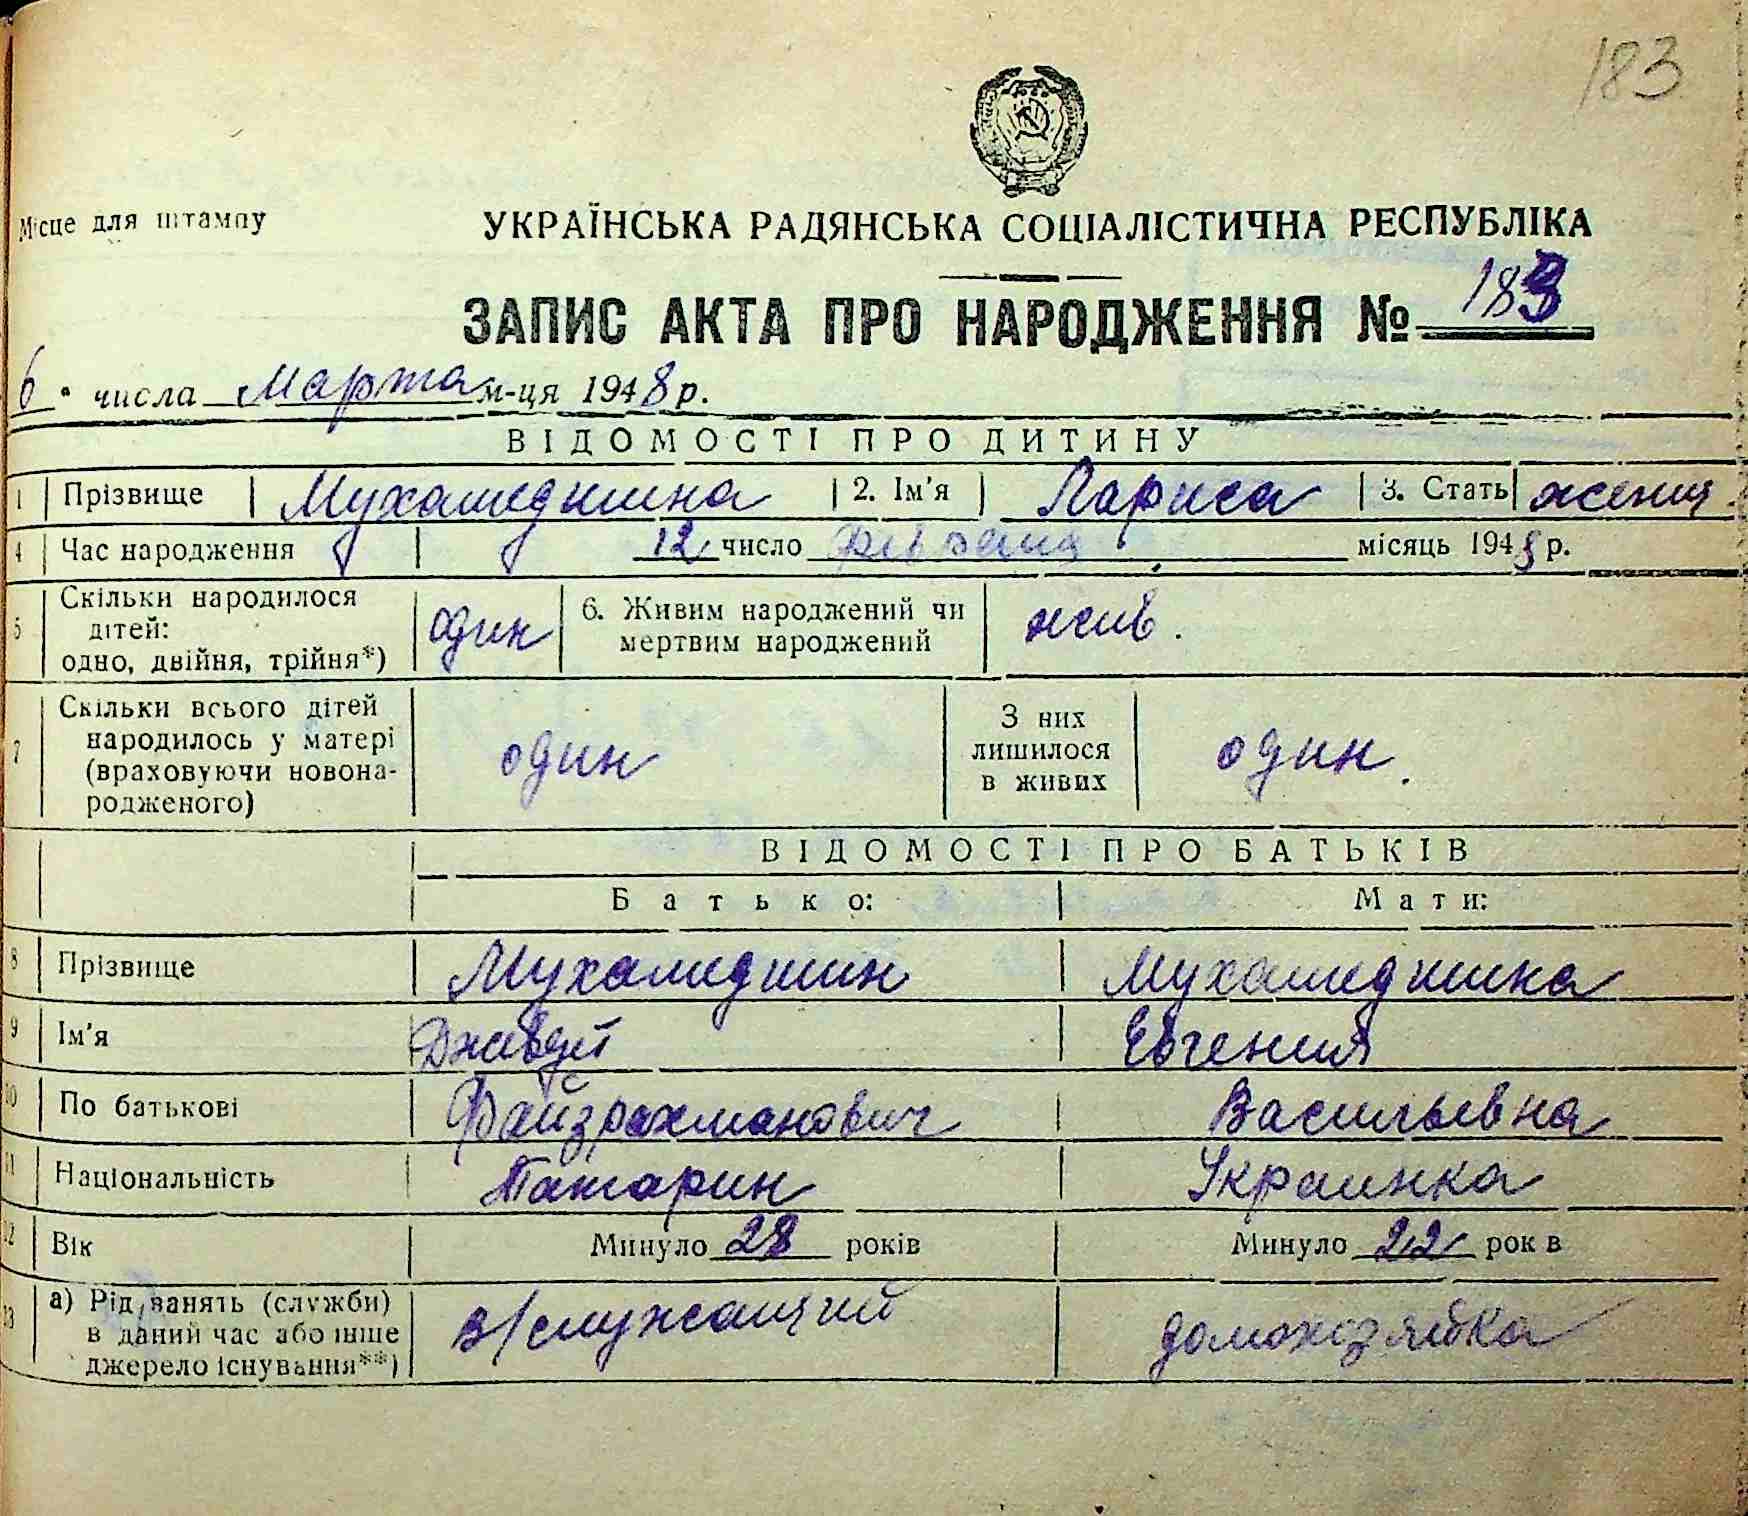 183
Місце для штампу
УКРАЇНСЬКА РАДЯНСЬКА СОЦІАЛІСТИЧНА РЕСПУБЛІКА
ЗАПИС АКТА ПРО НАРОДЖЕННЯ № 183
6 числа Марта м-ця 1948 р.
ВІДОМОСТІ ПРО ДИТИНУ
1 Прізвище Мухамедшина 2. Ім'я Лариса 3. Стать женщ.
4 Час народження 12 число Февраля місяць 1948 р.
5 Скільки народилося
дітей:
одно, двійня, трійня*)
один
6. Живим народжений чи
мертвим народжений
жив.
7 Скільки всього дітей
народилось у матері
(враховуючи новона-
родженого)
один
З них
лишилося
в живих
один.
ВІДОМОСТІ ПРО БАТЬКІВ
Батько: Мати:
8 Прізвище Мухамедшин Мухамедшина
9 Ім'я Джавдет Евгения
10 По батькові Файзрахманович Васильевна
11 Національність Татарин Украинка
12 Вік Минуло 28 років Минуло 22 рок в
13 а) Рід занять (служби)
в даний час або інше
джерело існування**)
в/служащий домохозяйка